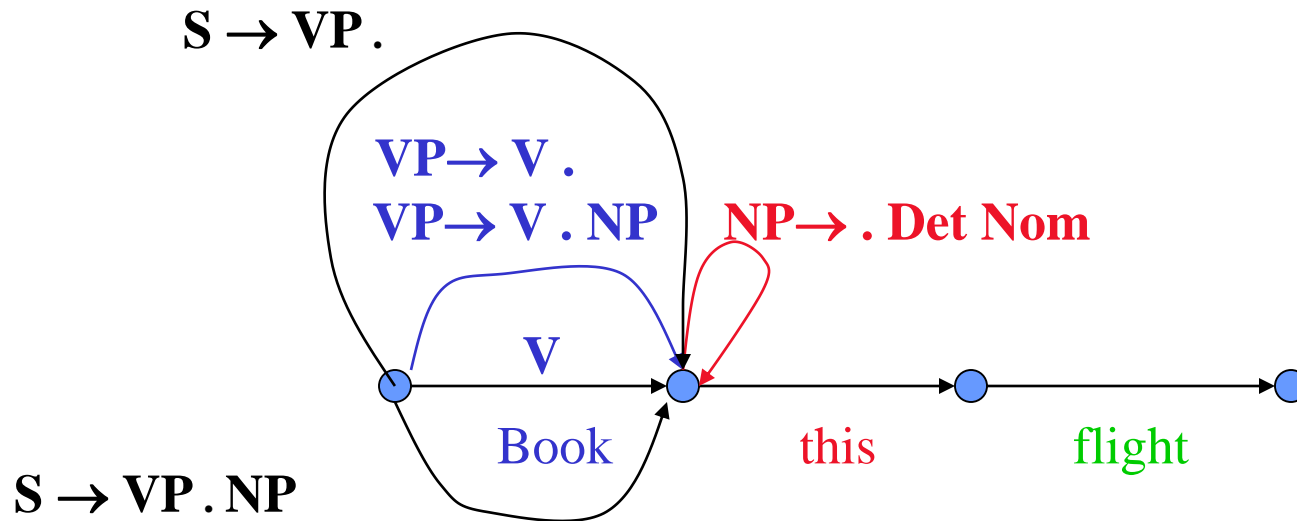 S → VP .
VP→ V .
VP→ V . NP
NP→ . Det Nom
V
Book
this
flight
S → VP . NP